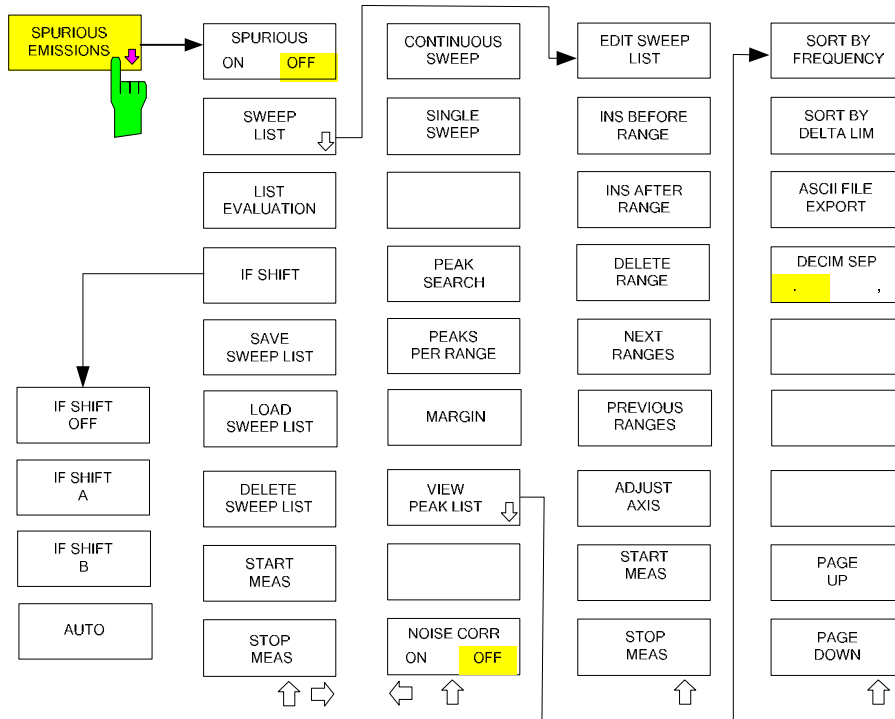 SPURIOUS
EMISSIONS
SPURIOUS
ON OFF
SWEEP
LIST
LIST
EVALUATION
IF SHIFT
SAVE
SWEEP LIST
LOAD
SWEEP LIST
DELETE
SWEEP LIST
START
MEAS
STOP
MEAS
IF SHIFT
OFF
IF SHIFT
A
IF SHIFT
B
AUTO
CONTINUOUS
SWEEP
SINGLE
SWEEP
PEAK
SEARCH
PEAKS
PER RANGE
MARGIN
VIEW
PEAK LIST
NOISE CORR
ON OFF
EDIT SWEEP
LIST
INS BEFORE
RANGE
INS AFTER
RANGE
DELETE
RANGE
NEXT
RANGES
PREVIOUS
RANGES
ADJUST
AXIS
START
MEAS
STOP
MEAS
SORT BY
FREQUENCY
SORT BY
DELTA LIM
ASCII FILE
EXPORT
DECIM SEP
. ,
PAGE
UP
PAGE
DOWN